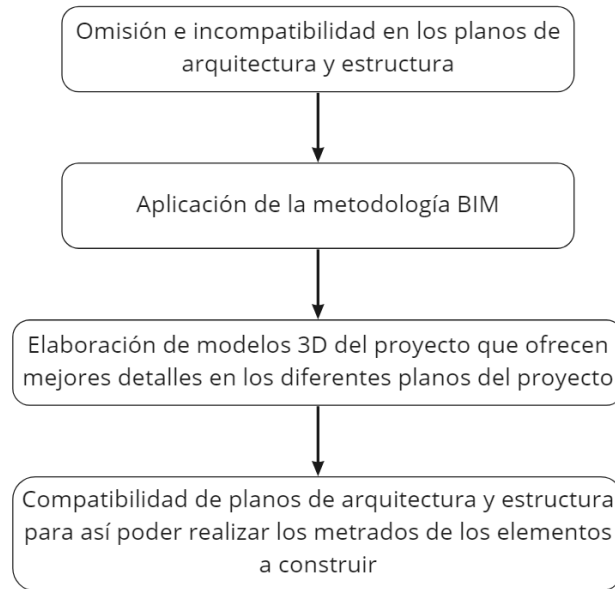 Omisión e incompatibilidad en los planos de
arquitectura y estructura
Aplicación de la metodología BIM
Elaboración de modelos 3D del proyecto que ofrecen
mejores detalles en los diferentes planos del proyecto
Compatibilidad de planos de arquitectura y estructura
para así poder realizar los metrados de los elementos
a construir